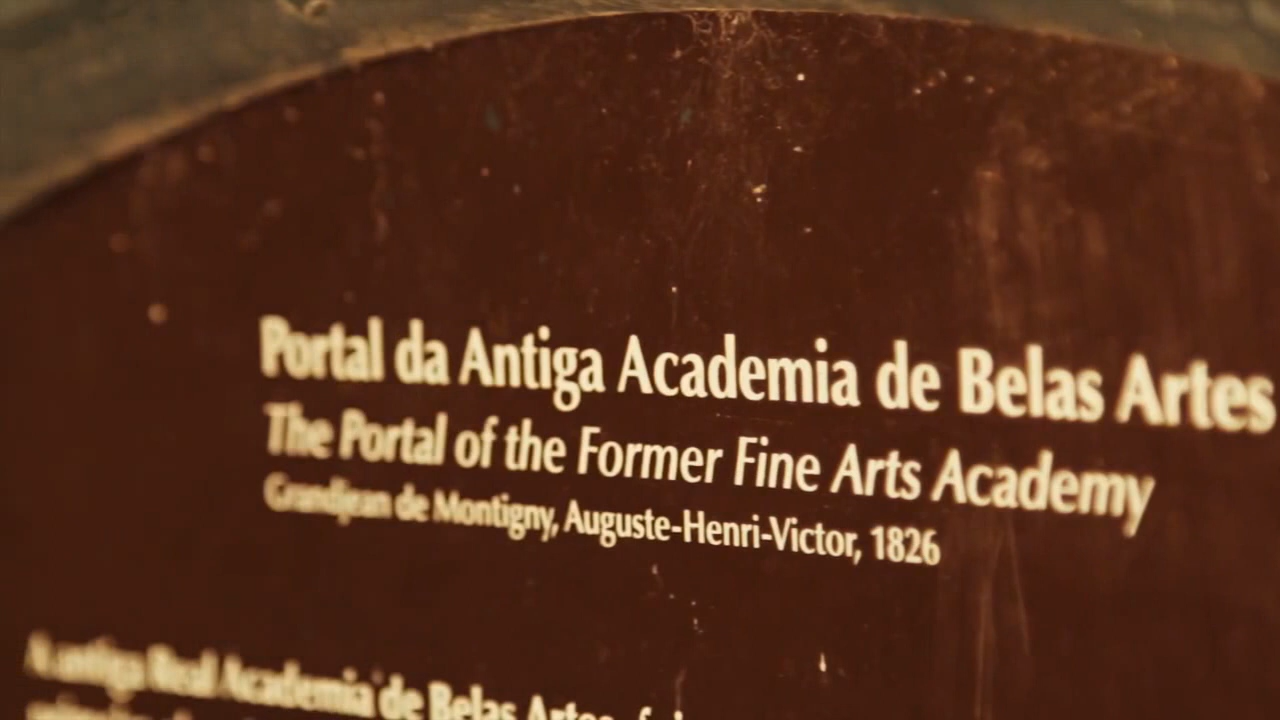 Portal da Antiga Academia de Belas Artes
The Portal of the Former Fine Arts Academy
Grandjean de Montigny, Auguste-Henri-Victor, 1826
A antiga Real Academia de Belas Artes